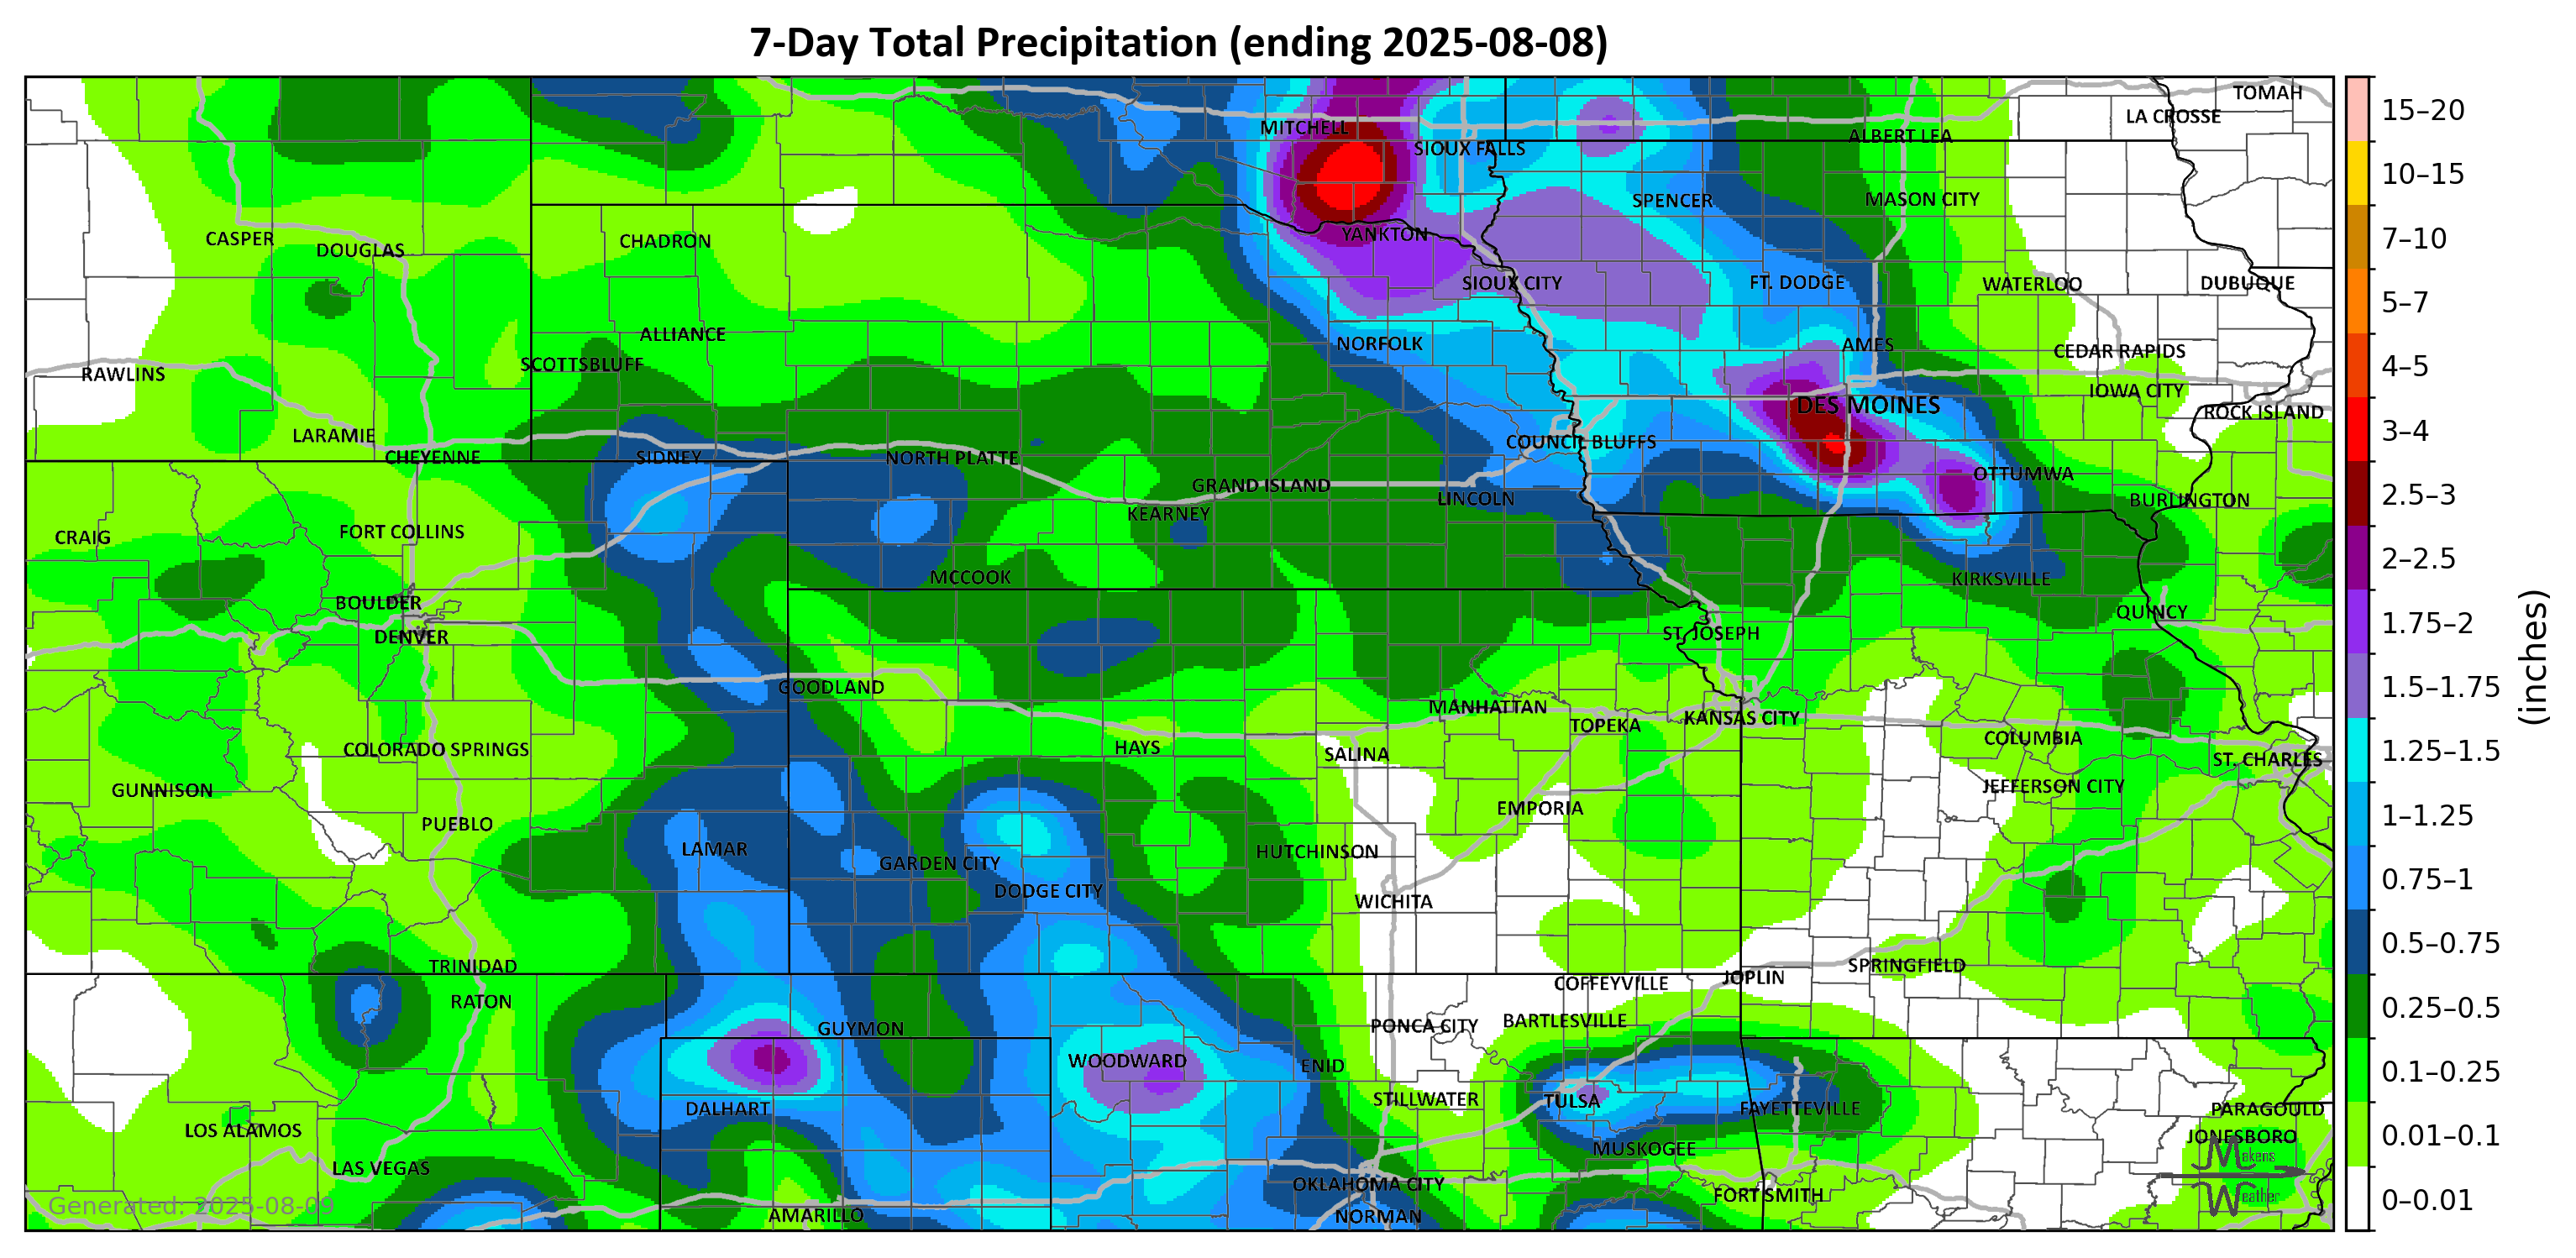 7-Day Total Precipitation (ending 2025-08-08)
TOMAH
LA CROSSE
MITCHELL
ALBERT LEA
SIOUX FALLS
SPENCER
MASON CITY
CASPER
CHADRON
YANKTON
DOUGLAS
SIOUX CITY
FT. DODGE
WATERLOO
DUBUQUE
ALLIANCE
NORFOLK
AMES
CEDAR RAPIDS
SCOTTSBLUFF
RAWLINS
IOWA CITY
DES MOINES
ROCK ISLAND
LARAMIE
COUNCIL BLUFFS
CHEYENNE
SIDNEY
NORTH PLATTE
OTTUMWA
GRAND ISLAND
LINCOLN
BURLINGTON
KEARNEY
FORT COLLINS
CRAIG
MCCOOK
KIRKSVILLE
BOULDER
QUINCY
DENVER
ST. JOSEPH
GOODLAND
MANHATTAN
KANSAS CITY
TOPEKA
COLUMBIA
COLORADO SPRINGS
HAYS
SALINA
ST. CHARLES
GUNNISON
JEFFERSON CITY
EMPORIA
PUEBLO
LAMAR
HUTCHINSON
GARDEN CITY
DODGE CITY
WICHITA
TRINIDAD
SPRINGFIELD
JOPLIN
COFFEYVILLE
RATON
BARTLESVILLE
PONCA CITY
GUYMON
WOODWARD
ENID
STILLWATER
TULSA
DALHART
FAYETTEVILLE
PARAGOULD
LOS ALAMOS
JONESBORO
MUSKOGEE
LAS VEGAS
OKLAHOMA CITY
FORT SMITH
AMARILLO
NORMAN
Generated: 2025-08-09
Makens
Weather
15–20
10–15
7–10
5–7
4–5
3–4
2.5–3
2–2.5
1.75–2
1.5–1.75
1.25–1.5
1–1.25
0.75–1
0.5–0.75
0.25–0.5
0.1–0.25
0.01–0.1
0–0.01
(inches)